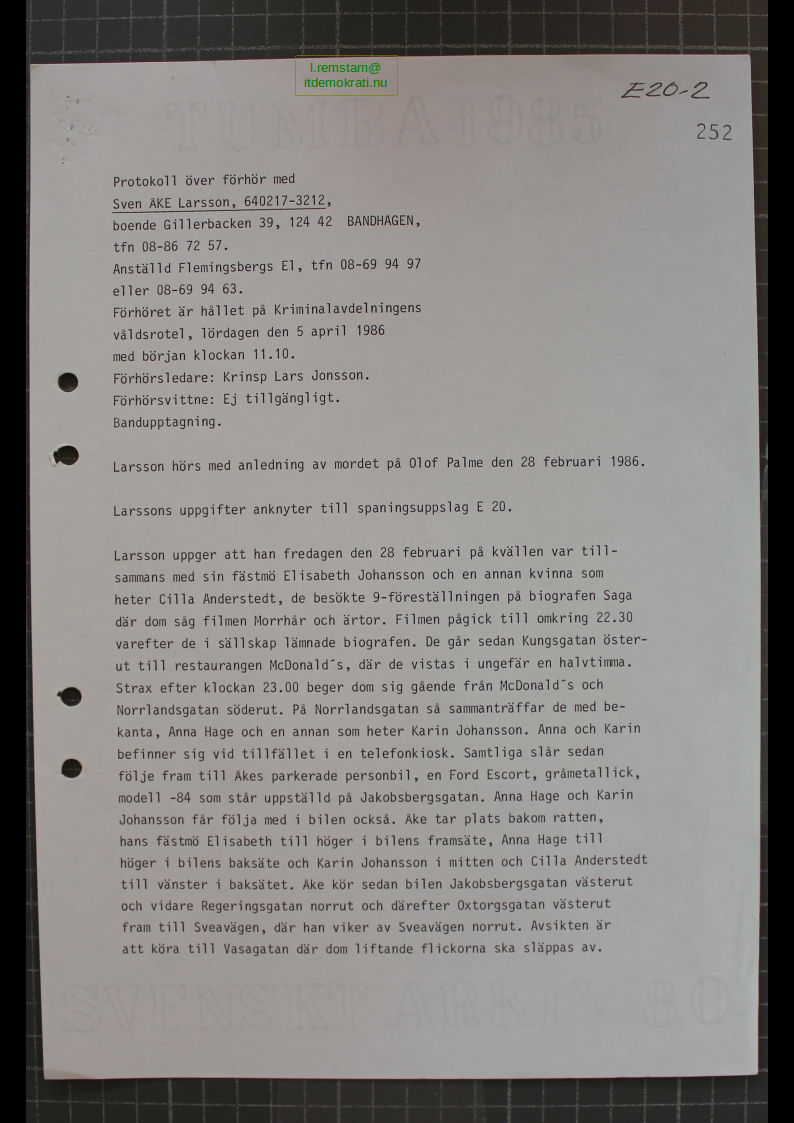 l.remstam@
itdemokrati.nu
E20-2
252
TUMBA 1985
Protokoll över förhör med
Sven ÅKE Larsson, 640217-3212,
boende Gillerbacken 39, 124 42 BANDHAGEN,
tfn 08-86 72 57.
Anställd Flemingsbergs El, tfn 08-69 94 97
eller 08-69 94 63.
Förhöret är hållet på Kriminalavdelningens
våldsrotel, lördagen den 5 april 1986
med början klockan 11.10.
Förhörsledare: Krinsp Lars Jonsson.
Förhörsvittne: Ej tillgängligt.
Bandupptagning.
Larsson hörs med anledning av mordet på Olof Palme den 28 februari 1986.
Larssons uppgifter anknyter till spaningsuppslag E 20.
Larsson uppger att han fredagen den 28 februari på kvällen var till-
sammans med sin fästmö Elisabeth Johansson och en annan kvinna som
heter Cilla Anderstedt, de besökte 9-föreställningen på biografen Saga
där dom såg filmen Morrhår och ärtor. Filmen pågick till omkring 22.30
varefter de i sällskap lämnade biografen. De går sedan Kungsgatan öster-
ut till restaurangen McDonald´s, där de vistas i ungefär en halvtimma.
Strax efter klockan 23.00 beger dom sig gående från McDonald´s och
Norrlandsgatan söderut. På Norrlandsgatan så sammanträffar de med be-
kanta, Anna Hage och en annan som heter Karin Johansson. Anna och Karin
befinner sig vid tillfället i en telefonkiosk. Samtliga slår sedan
följe fram till Åkes parkerade personbil, en Ford Escort, gråmetallick,
modell -84 som står uppställd på Jakobsbergsgatan. Anna Hage och Karin
Johansson får följa med i bilen också. Åke tar plats bakom ratten,
hans fästmö Elisabeth till höger i bilens framsäte, Anna Hage till
höger i bilens baksäte och Karin Johansson i mitten och Cilla Anderstedt
till vänster i baksätet. Åke kör sedan bilen Jakobsbergsgatan västerut
och vidare Regeringsgatan norrut och därefter Oxtorgsgatan västerut
fram till Sveavägen, där han viker av Sveavägen norrut. Avsikten är
att köra till Vasagatan där dom liftande flickorna ska släppas av.
SVENSKT ARKIV 80